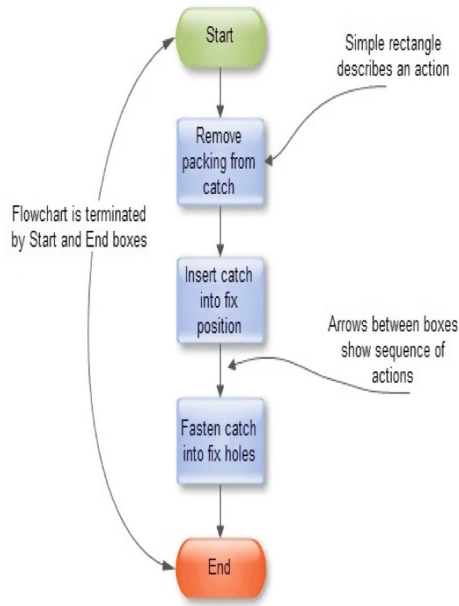 Start
Simple rectangle
describes an action
Remove
packing from
catch
Flowchart is terminated
by Start and End boxes
Insert catch
into fix
position
Arrows between boxes
show sequence of
actions
Fasten catch
into fix holes
End